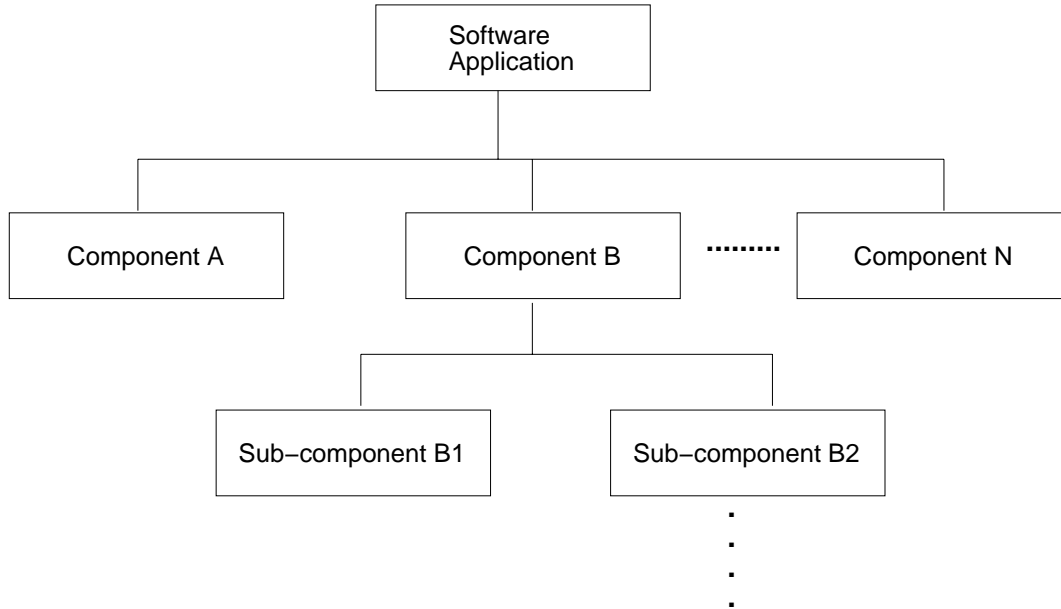 Software
Application
Component A
Component B
Component N
Sub−component B1
Sub−component B2